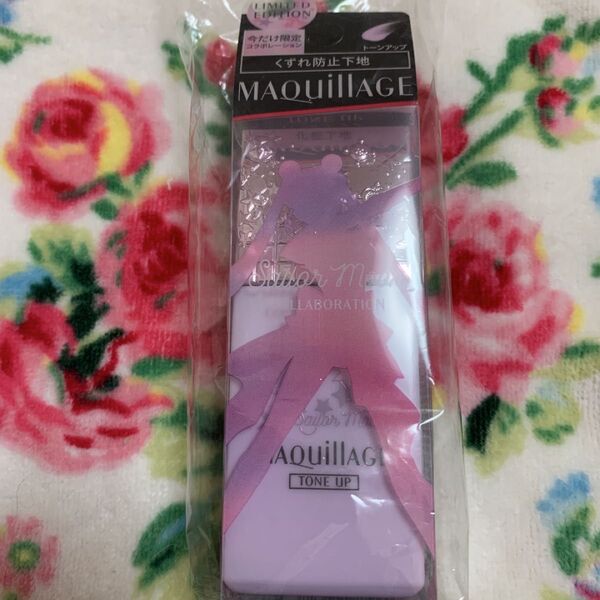 LIMITED
EDITION
今だけ限定
コラボレーション
トーンアップ
くずれ防止下地
MAQuillAGE
TONE UP
化粧下地
Sailor Moon
COLLABORATION
Sailor Moon
MAQuillAGE
TONE UP